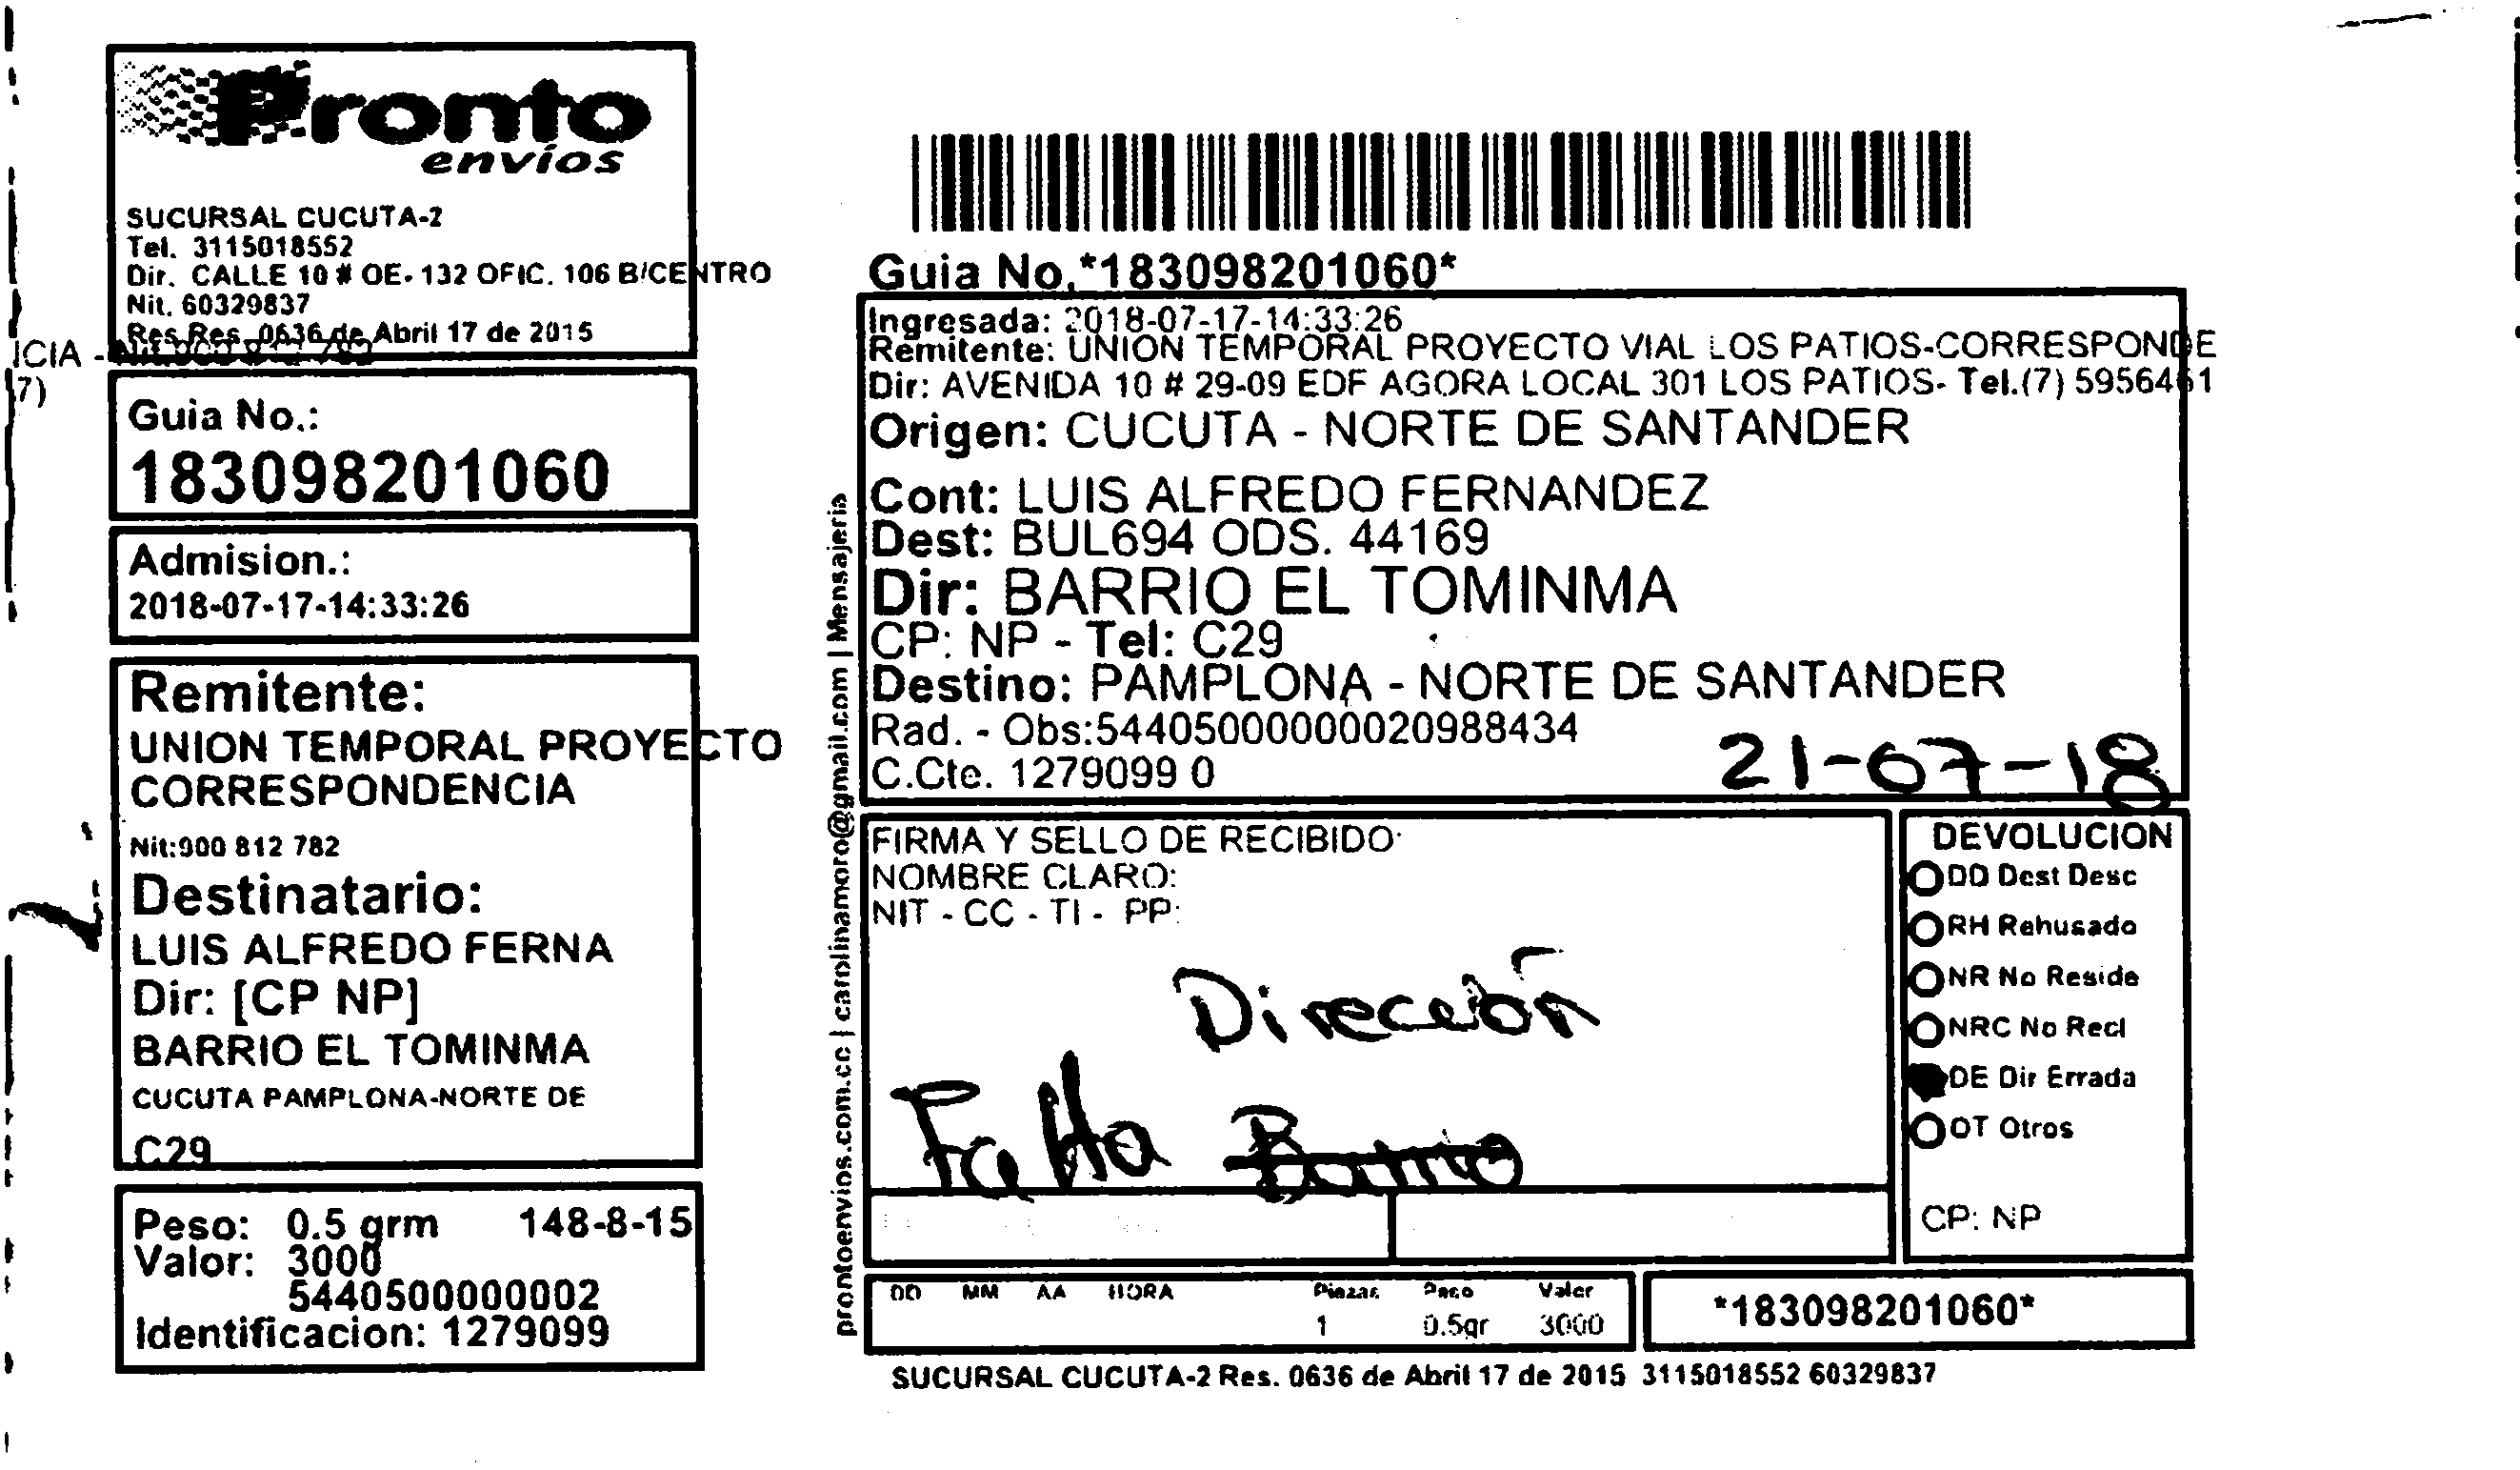 Pronto
envíos
SUCURSAL CUCUTA-2
Tel. 3115018552
Dir. CALLE 10 # OE-132 OFIC. 106 B/CENTRO
Nit. 60329837
Res.Res. 0636 de Abril 17 de 2015
ICIA -
7)
Guia No.:
183098201060
Admision.:
2018-07-17-14:33:26
Remitente:
UNION TEMPORAL PROYECTO
CORRESPONDENCIA
Nit:900 812 782
Destinatario:
LUIS ALFREDO FERNA
Dir: [CP NP]
BARRIO EL TOMINMA
CUCUTA PAMPLONA-NORTE DE
C29
Peso: 0.5 grm 148-8-15
Valor: 3000
5440500000002
Identificacion: 1279099
prontoenvios.com.co | carolinamoro@gmail.com | Mensajeria
Guia No.*183098201060*
Ingresada: 2018-07-17-14:33:26
Remitente: UNION TEMPORAL PROYECTO VIAL LOS PATIOS-CORRESPONDE
Dir: AVENIDA 10 # 29-09 EDF AGORA LOCAL 301 LOS PATIOS- Tel.(7) 5956461
Origen: CUCUTA - NORTE DE SANTANDER
Cont: LUIS ALFREDO FERNANDEZ
Dest: BUL694 ODS. 44169
Dir: BARRIO EL TOMINMA
CP: NP - Tel: C29
Destino: PAMPLONA - NORTE DE SANTANDER
Rad. - Obs:544050000000020988434
C.Cte. 1279099 0
21-07-18
FIRMA Y SELLO DE RECIBIDO:
NOMBRE CLARO:
NIT - CC - TI - PP:
Dirección
Falta Barrio
DEVOLUCION
DD Dest Desc
RH Rehusado
NR No Reside
NRC No Recl
DE Dir Errada
OT Otros
CP: NP
DD MM AA HORA Piezas Peso Valor
1 0.5gr 3000
*183098201060*
SUCURSAL CUCUTA-2 Res. 0636 de Abril 17 de 2015 3115018552 60329837